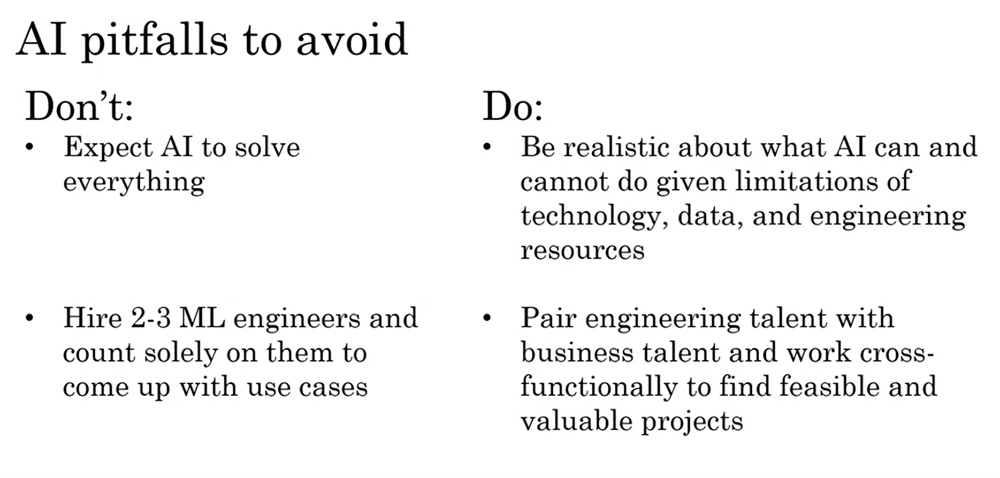 AI pitfalls to avoid
Don’t:
• Expect AI to solve
everything
• Hire 2-3 ML engineers and
count solely on them to
come up with use cases
Do:
• Be realistic about what AI can and
cannot do given limitations of
technology, data, and engineering
resources
• Pair engineering talent with
business talent and work cross-
functionally to find feasible and
valuable projects